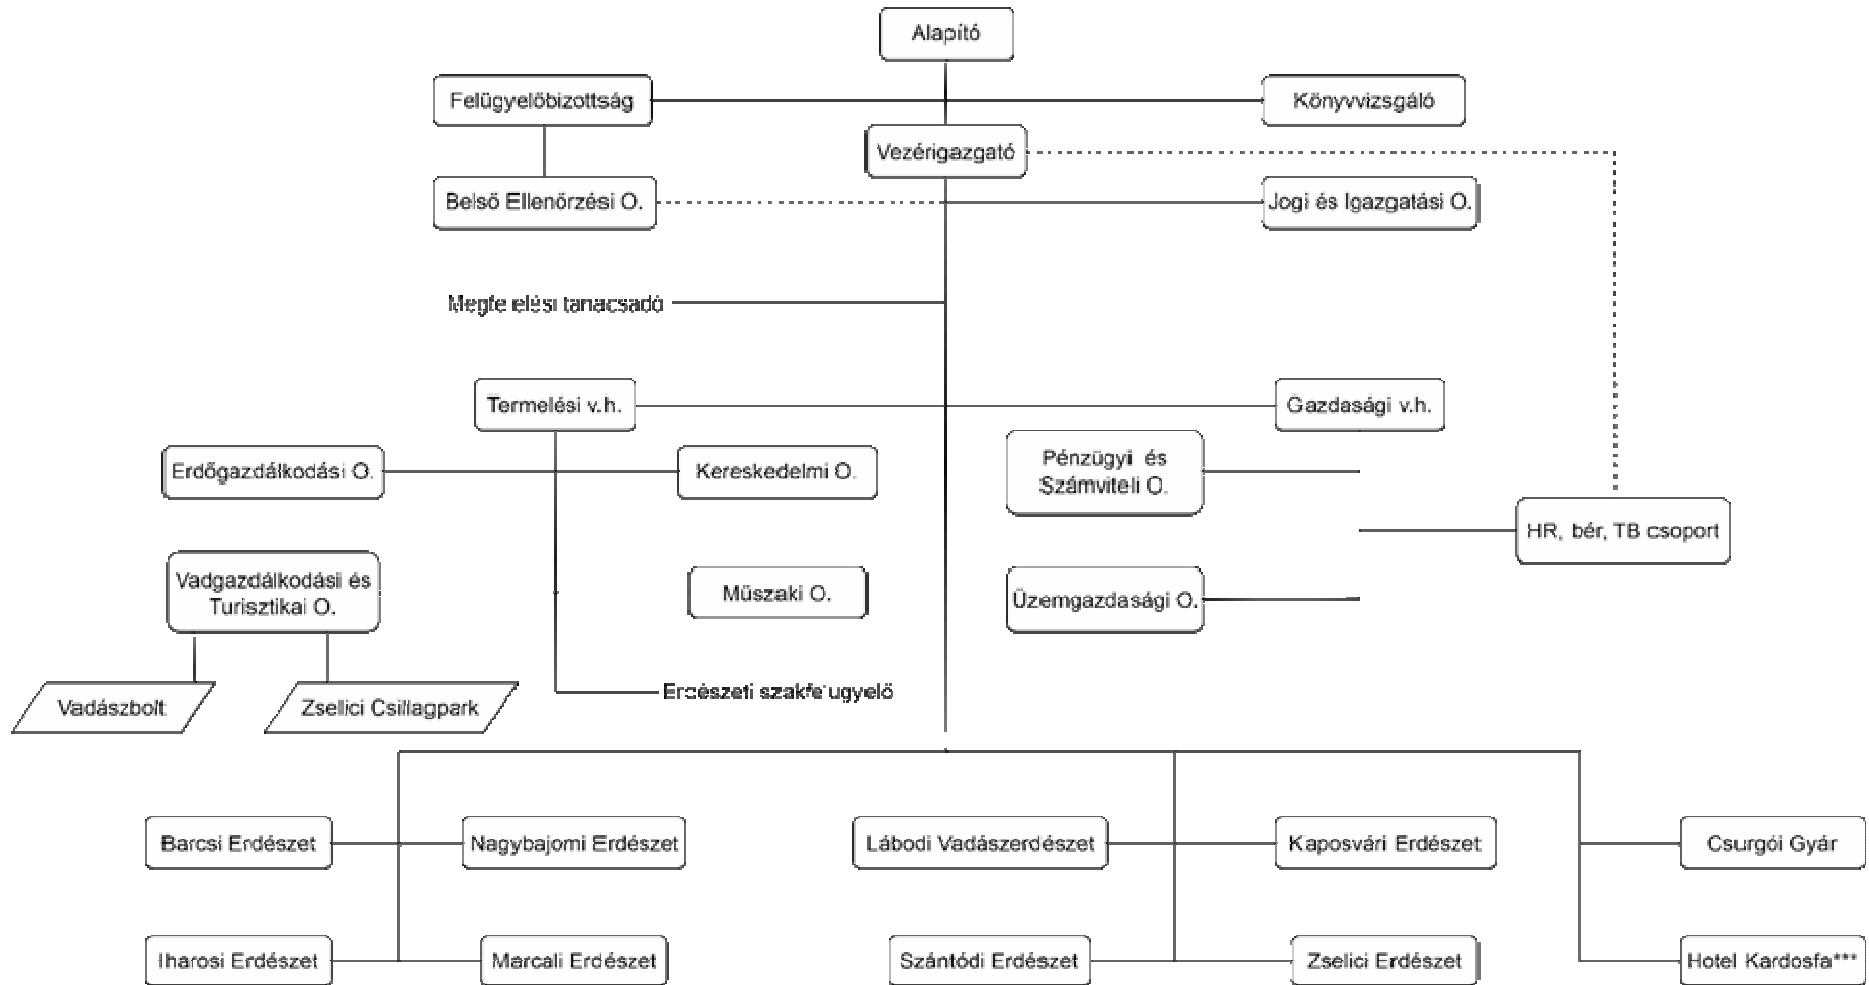 Alapító
Felügyelőbizottság
Könyvvizsgáló
Vezérigazgató
Belső Ellenőrzési O.
Jogi és Igazgatási O.
Megfelelési tanácsadó
Termelési v.h.
Gazdasági v.h.
Erdőgazdálkodási O.
Kereskedelmi O.
Pénzügyi és
Számviteli O.
HR, bér, TB csoport
Vadgazdálkodási és
Turisztikai O.
Műszaki O.
Üzemgazdasági O.
Vadászbolt
Zselici Csillagpark
Erdészeti szakfelügyelő
Barcsi Erdészet
Nagybajomi Erdészet
Lábodi Vadászerdészet
Kaposvári Erdészet
Csurgói Gyár
Iharosi Erdészet
Marcali Erdészet
Szántódi Erdészet
Zselici Erdészet
Hotel Kardosfa***